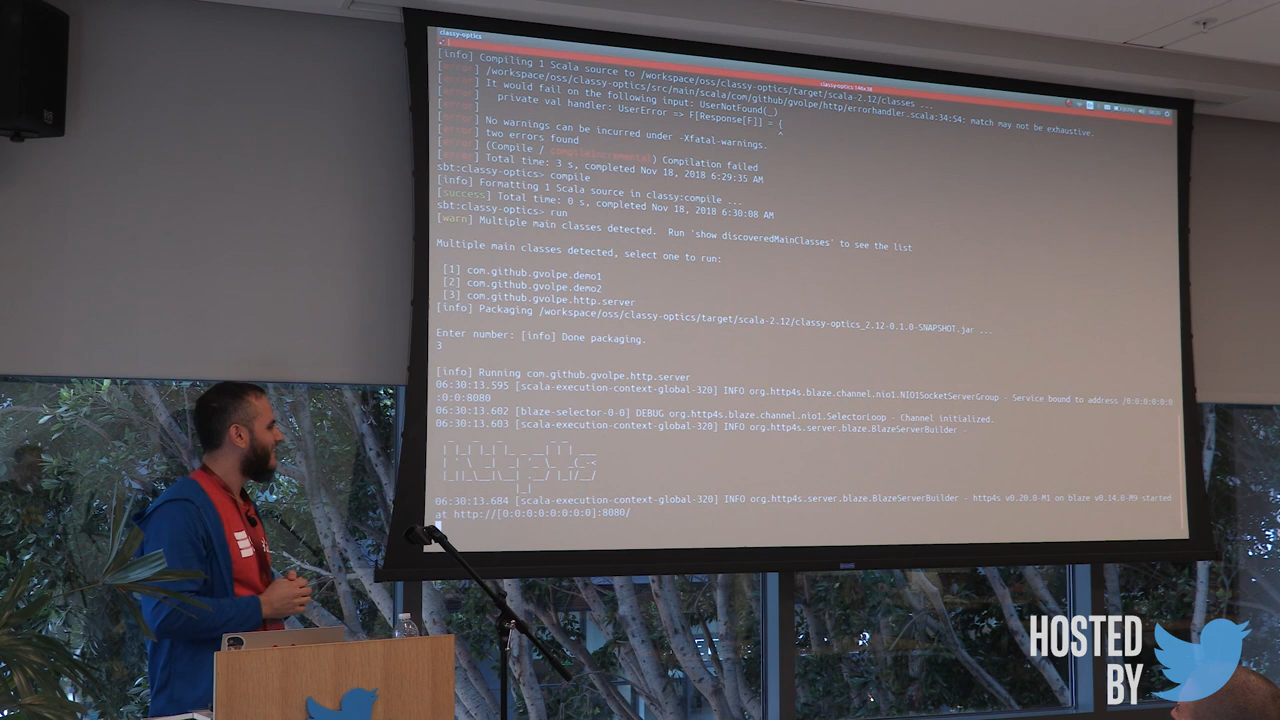 classy-optics
classy-optics 146x38
[info] Compiling 1 Scala source to /workspace/oss/classy-optics/target/scala-2.12/classes ...
[error] /workspace/oss/classy-optics/src/main/scala/com/github/gvolpe/http/errorhandler.scala:34:54: match may not be exhaustive.
[error] It would fail on the following input: UserNotFound(_)
[error]   private val handler: UserError => F[Response[F]] = {
[error]                                                      ^
[error] No warnings can be incurred under -Xfatal-warnings.
[error] two errors found
[error] (Compile / compileIncremental) Compilation failed
[error] Total time: 3 s, completed Nov 18, 2018 6:29:35 AM
sbt:classy-optics> compile
[info] Formatting 1 Scala source in classy:compile ...
[success] Total time: 0 s, completed Nov 18, 2018 6:30:08 AM
sbt:classy-optics> run
[warn] Multiple main classes detected.  Run 'show discoveredMainClasses' to see the list
Multiple main classes detected, select one to run:
[1] com.github.gvolpe.demo1
[2] com.github.gvolpe.demo2
[3] com.github.gvolpe.http.server
[info] Packaging /workspace/oss/classy-optics/target/scala-2.12/classy-optics_2.12-0.1.0-SNAPSHOT.jar ...
Enter number: [info] Done packaging.
3
[info] Running com.github.gvolpe.http.server
06:30:13.595 [scala-execution-context-global-320] INFO org.http4s.blaze.channel.nio1.NIO1SocketServerGroup - Service bound to address /0:0:0:0:0:0
:0:0:8080
06:30:13.602 [blaze-selector-0-0] DEBUG org.http4s.blaze.channel.nio1.SelectorLoop - Channel initialized.
06:30:13.603 [scala-execution-context-global-320] INFO org.http4s.server.blaze.BlazeServerBuilder -
http4s
06:30:13.684 [scala-execution-context-global-320] INFO org.http4s.server.blaze.BlazeServerBuilder - http4s v0.20.0-M1 on blaze v0.14.0-M9 started
at http://[0:0:0:0:0:0:0:0]:8080/
HOSTED
BY